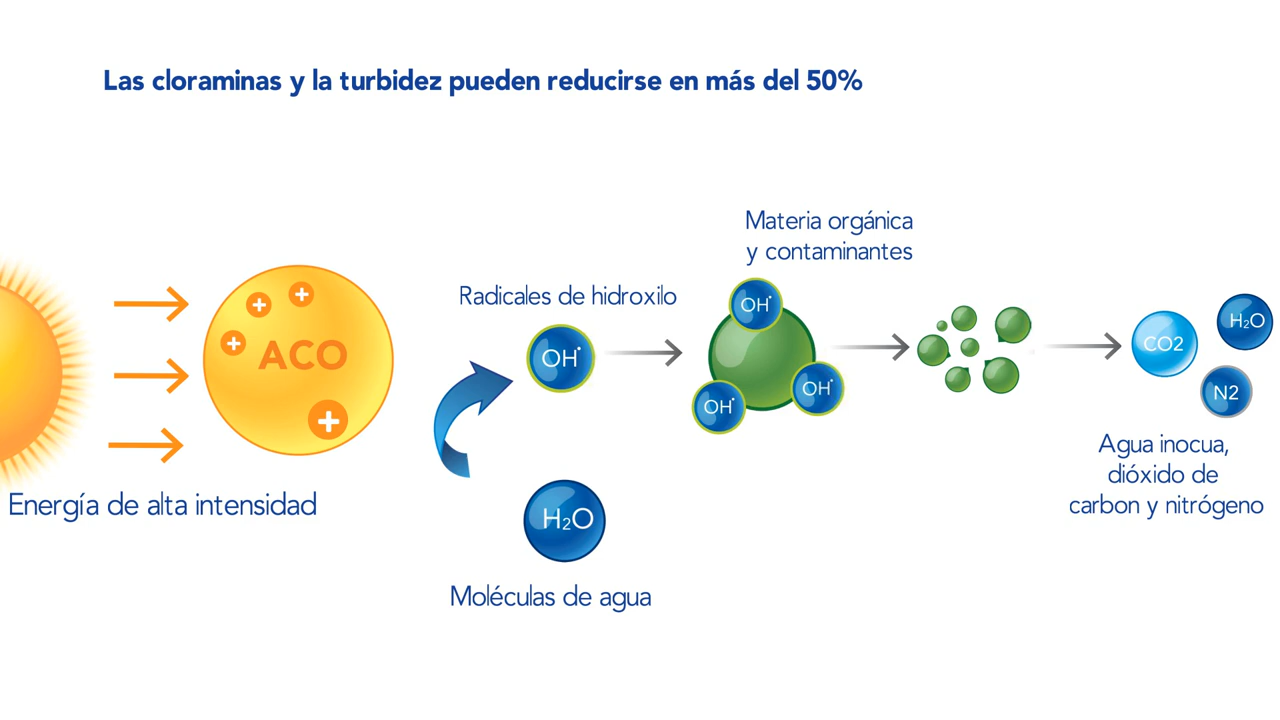 Las cloraminas y la turbidez pueden reducirse en más del 50%
Materia orgánica
y contaminantes
Radicales de hidroxilo
ACO
OH•
OH•
OH•
OH•
CO2
H₂O
N2
Energía de alta intensidad
H₂O
Moléculas de agua
Agua inocua,
dióxido de
carbon y nitrógeno